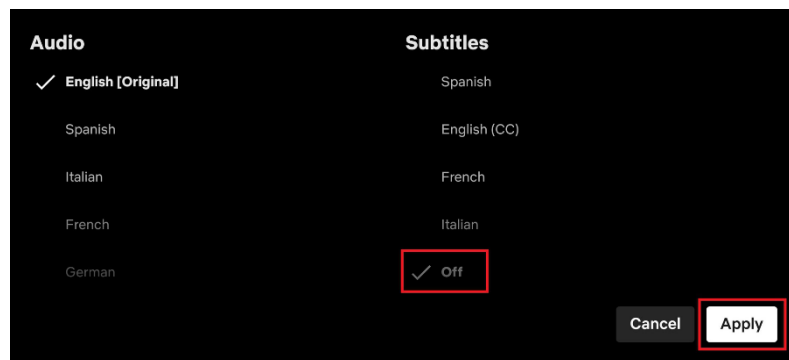 Audio
English [Original]
Spanish
Italian
French
German
Subtitles
Spanish
English (CC)
French
Italian
Off
Cancel
Apply